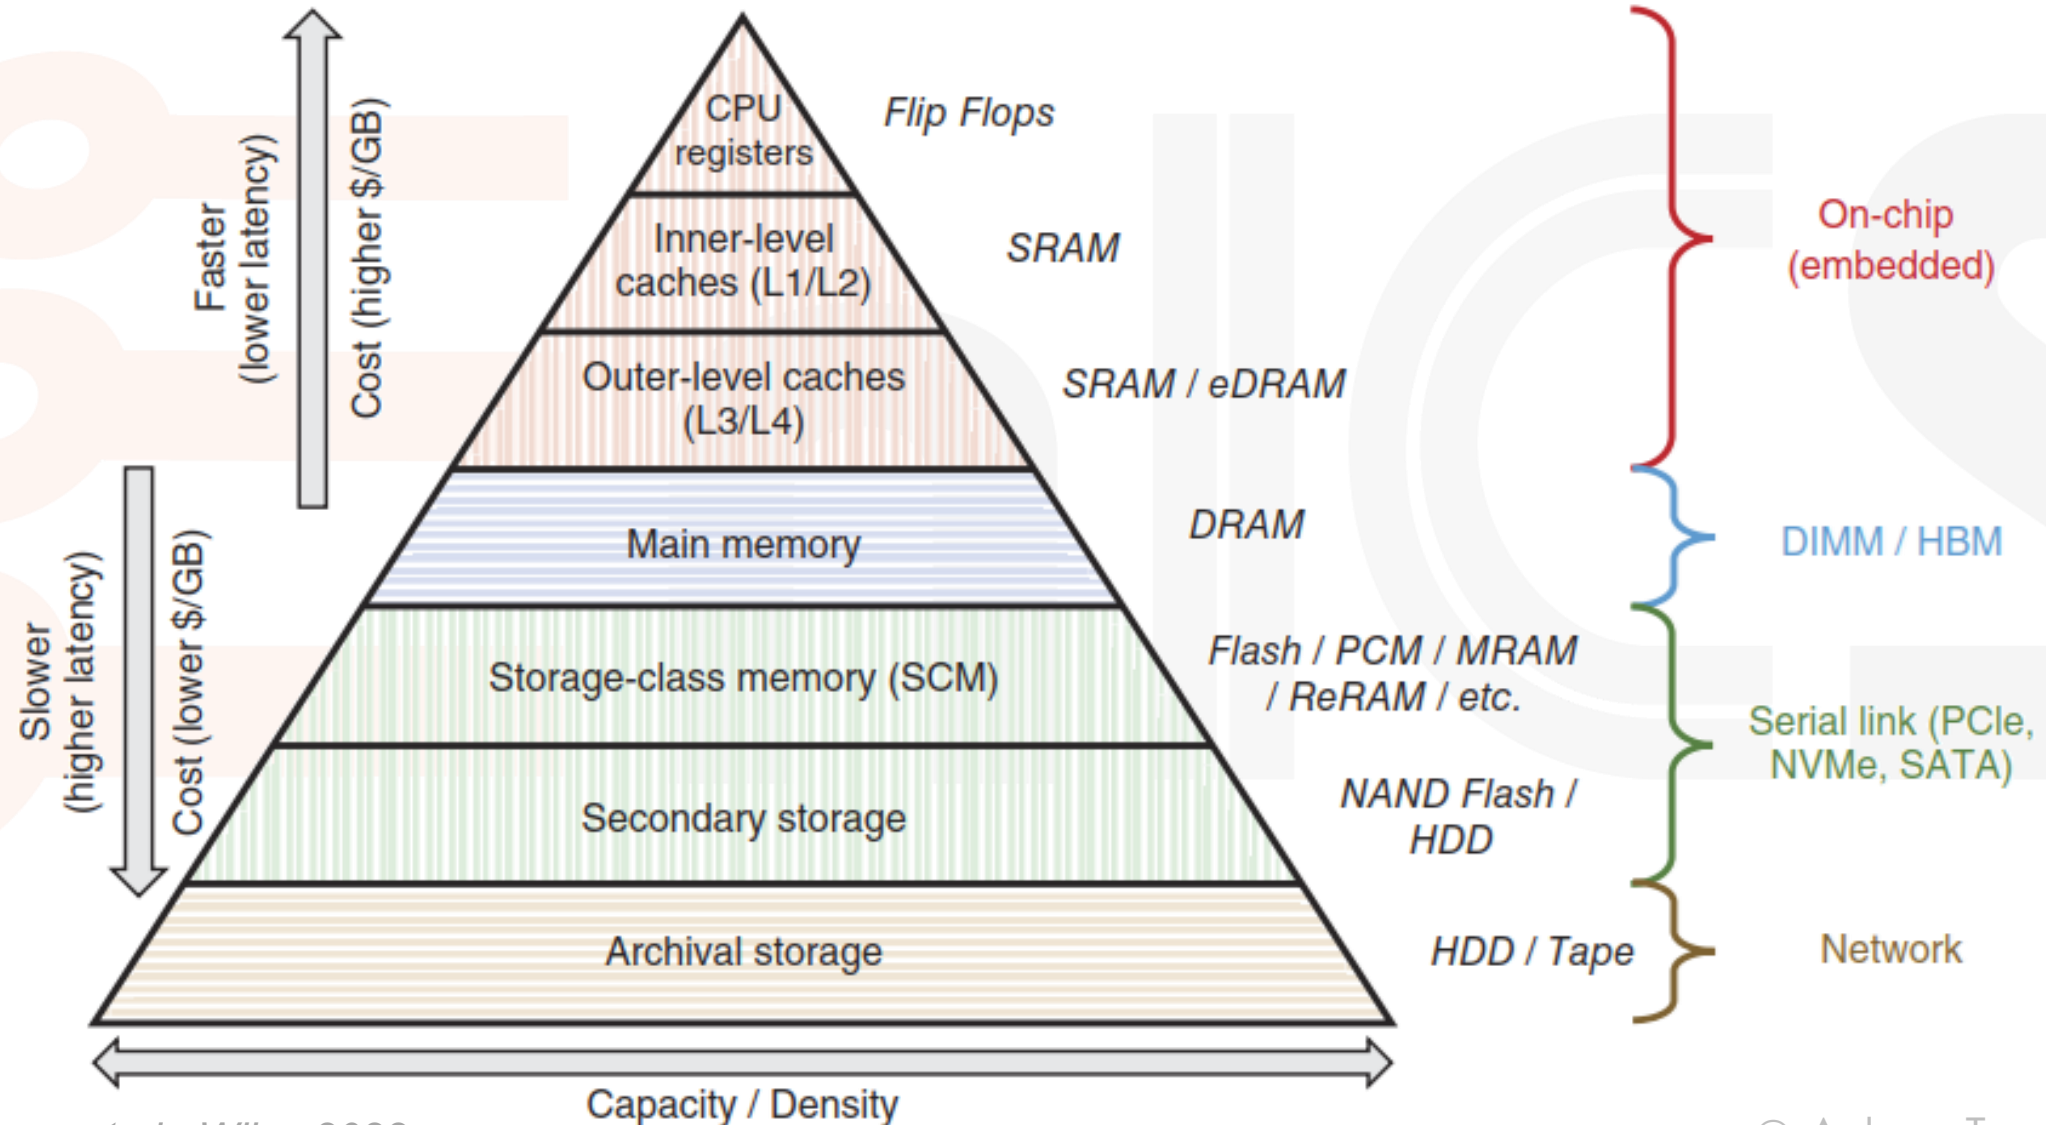 CPU
registers
Flip Flops
Inner-level
caches (L1/L2)
SRAM
Outer-level caches
(L3/L4)
SRAM / eDRAM
Main memory
DRAM
Storage-class memory (SCM)
Flash / PCM / MRAM
/ ReRAM / etc.
Secondary storage
NAND Flash /
HDD
Archival storage
HDD / Tape
Faster
(lower latency)
Cost (higher $/GB)
Slower
(higher latency)
Cost (lower $/GB)
On-chip
(embedded)
DIMM / HBM
Serial link (PCIe,
NVMe, SATA)
Network
Capacity / Density